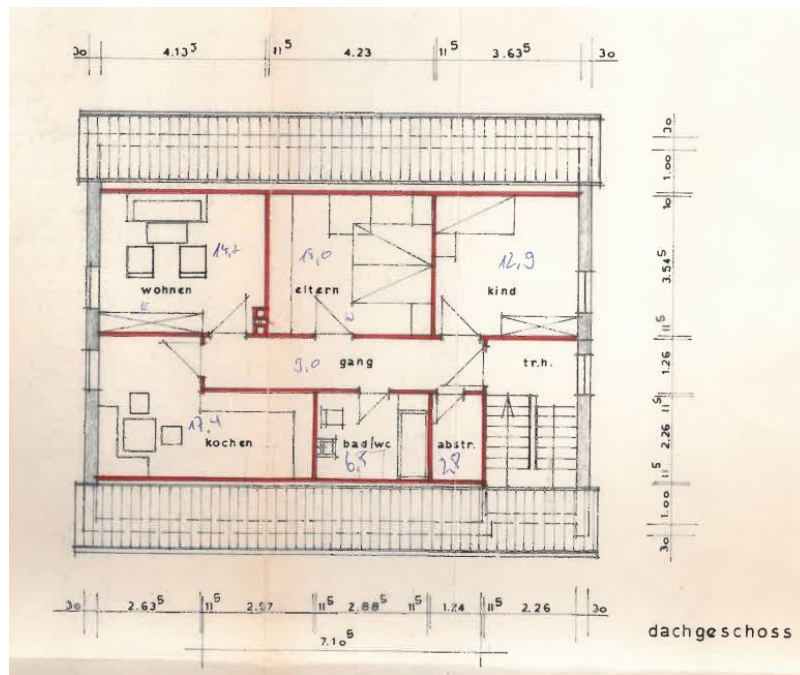 30 4.13⁵ 11⁵ 4.23 11⁵ 3.63⁵ 30
30
1.00
10
3.54⁵
11⁵
1.26
11⁵
2.26
11⁵
1.00
30
15,0
12,9
wohnen
eltern
kind
gang
9,0
tr.h.
17,4
kochen
bad/wc
abstr.
2,8
30 2.63⁵ 11⁵ 2.97 11⁵ 2.88⁵ 11⁵ 1.24 11⁵ 2.26 30
7.10⁵
dachgeschoss